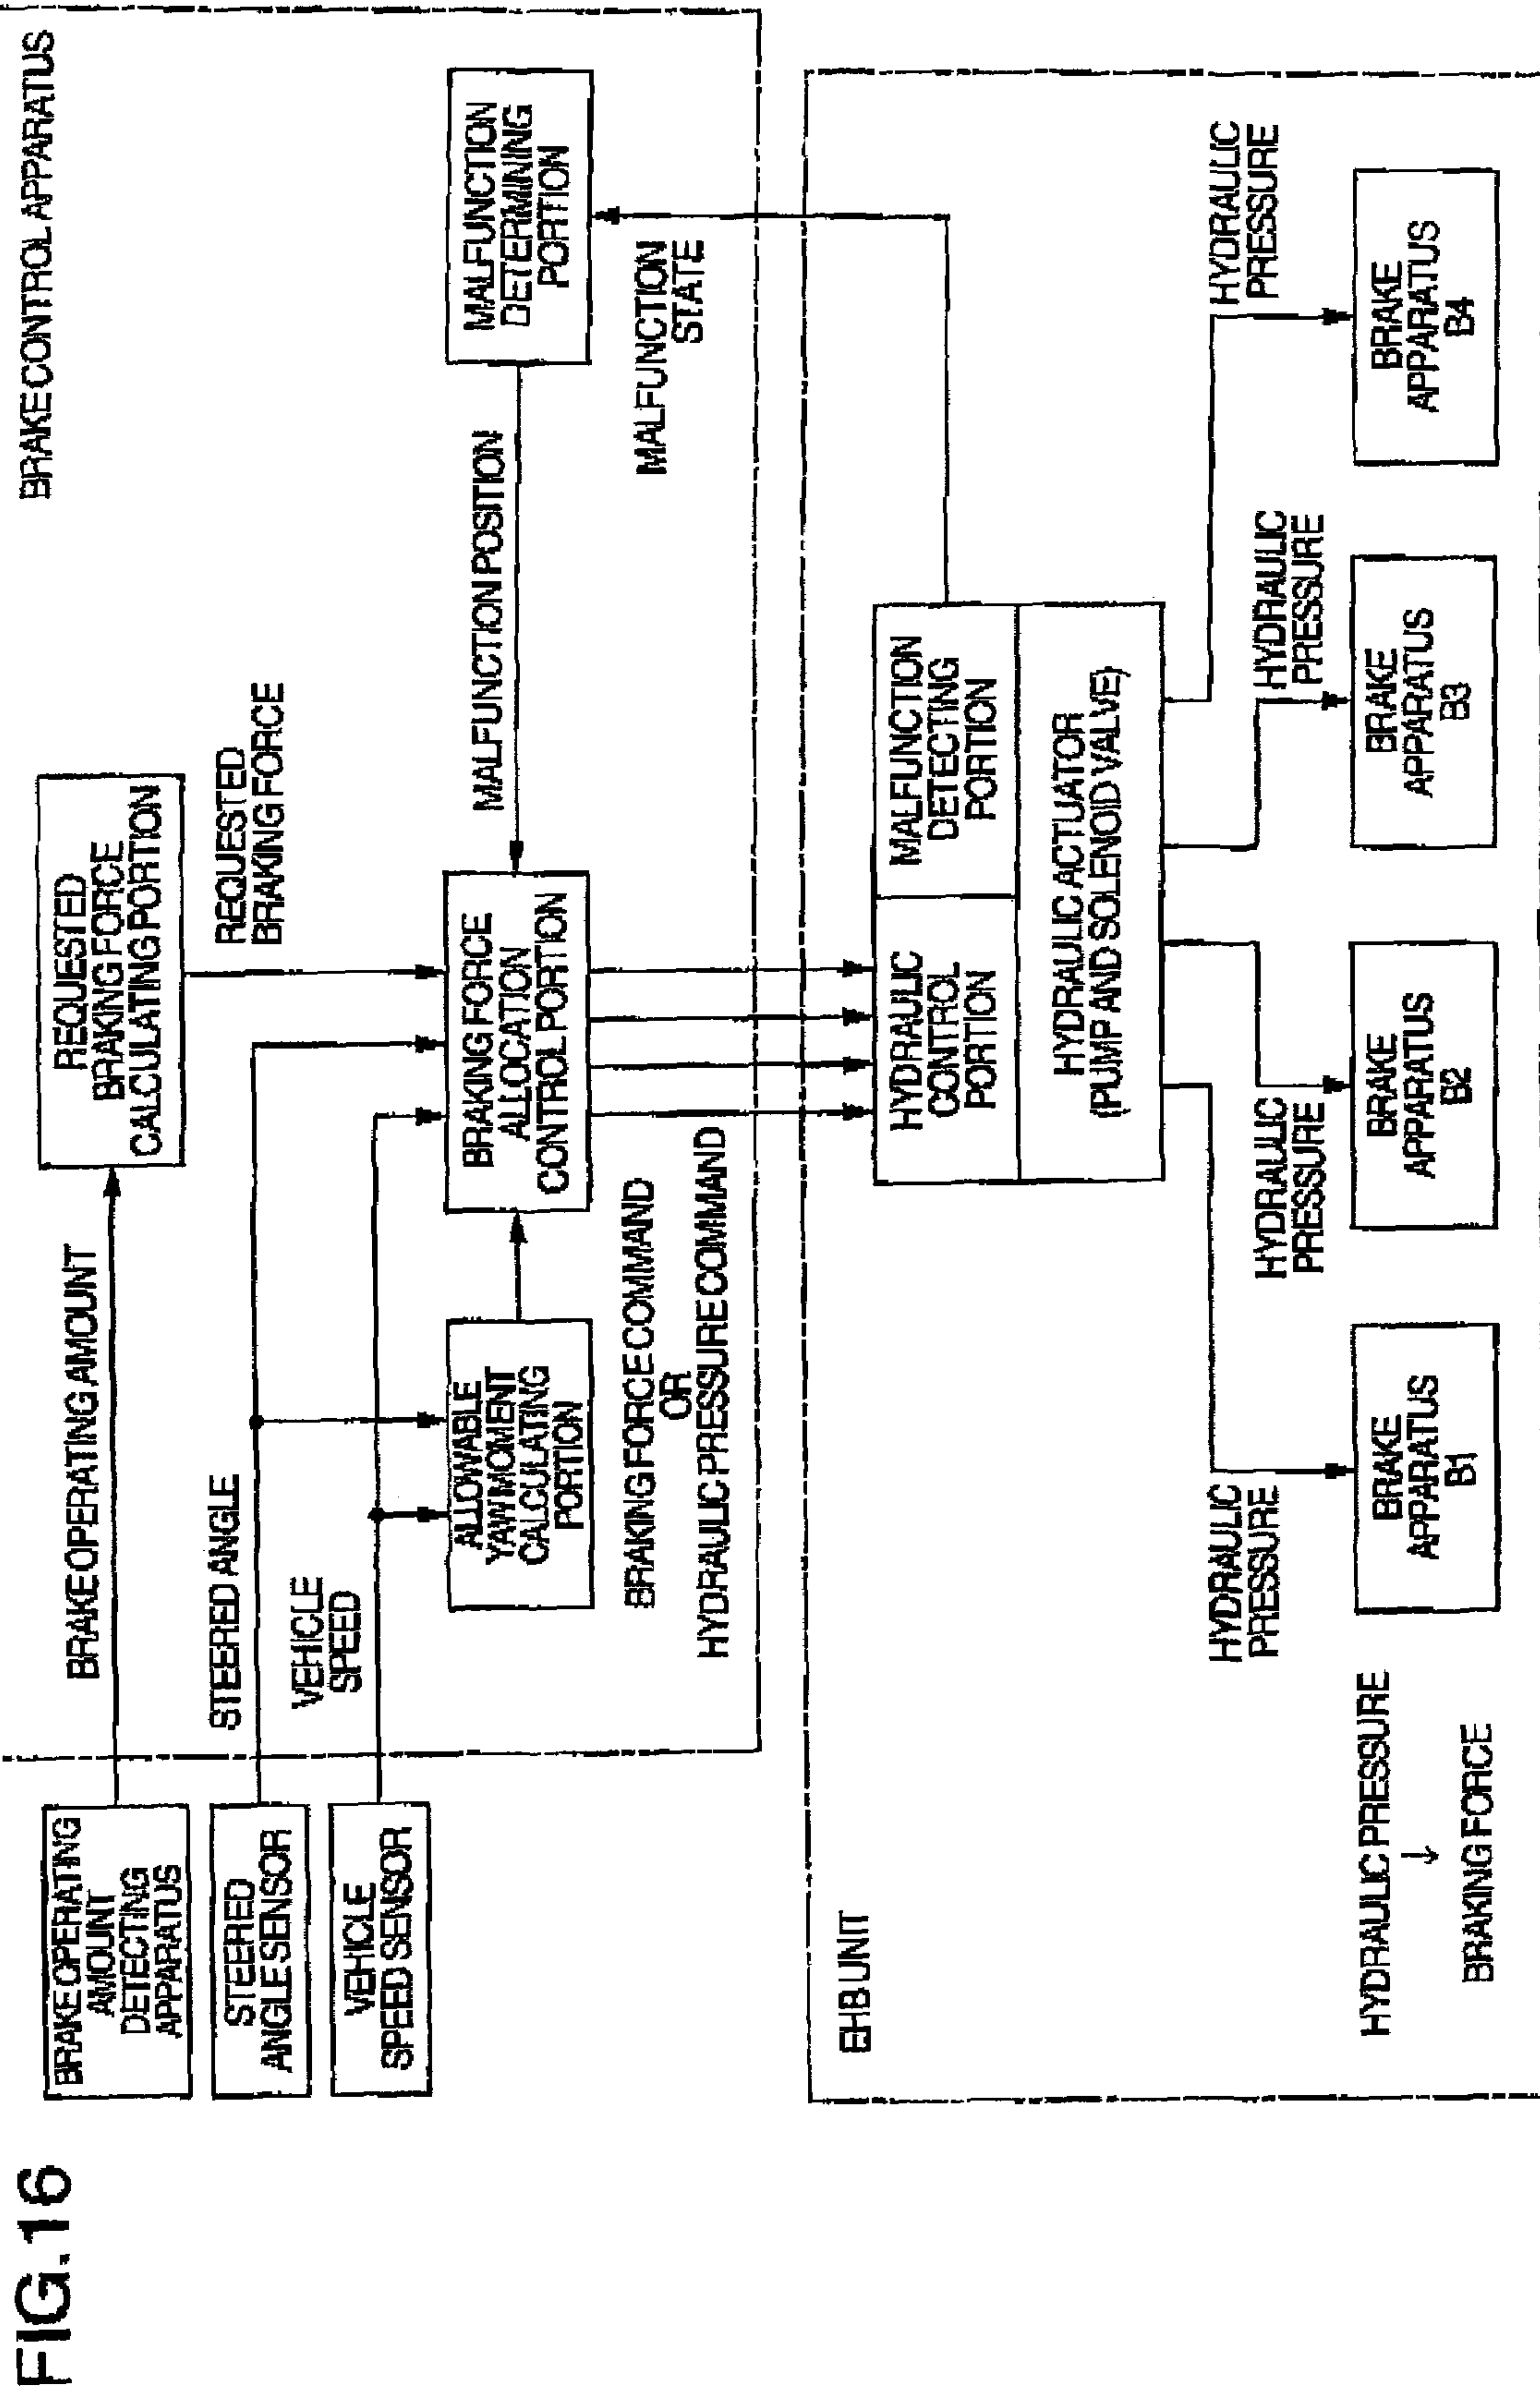 FIG.16
BRAKE CONTROL APPARATUS
BRAKE OPERATING
AMOUNT
DETECTING
APPARATUS
BRAKE OPERATING AMOUNT
REQUESTED
BRAKING FORCE
CALCULATING PORTION
REQUESTED
BRAKING FORCE
STEERED
ANGLE SENSOR
STEERED ANGLE
VEHICLE
SPEED SENSOR
VEHICLE
SPEED
ALLOWABLE
YAW MOMENT
CALCULATING
PORTION
BRAKING FORCE
ALLOCATION
CONTROL PORTION
MALFUNCTION POSITION
MALFUNCTION
DETERMINING
PORTION
BRAKING FORCE COMMAND
OR
HYDRAULIC PRESSURE COMMAND
MALFUNCTION
STATE
EHB UNIT
HYDRAULIC
CONTROL
PORTION
MALFUNCTION
DETECTING
PORTION
HYDRAULIC ACTUATOR
(PUMP AND SOLENOID VALVE)
HYDRAULIC
PRESSURE
HYDRAULIC
PRESSURE
HYDRAULIC
PRESSURE
HYDRAULIC
PRESSURE
HYDRAULIC PRESSURE
↓
BRAKING FORCE
BRAKE
APPARATUS
B1
BRAKE
APPARATUS
B2
BRAKE
APPARATUS
B3
BRAKE
APPARATUS
B4